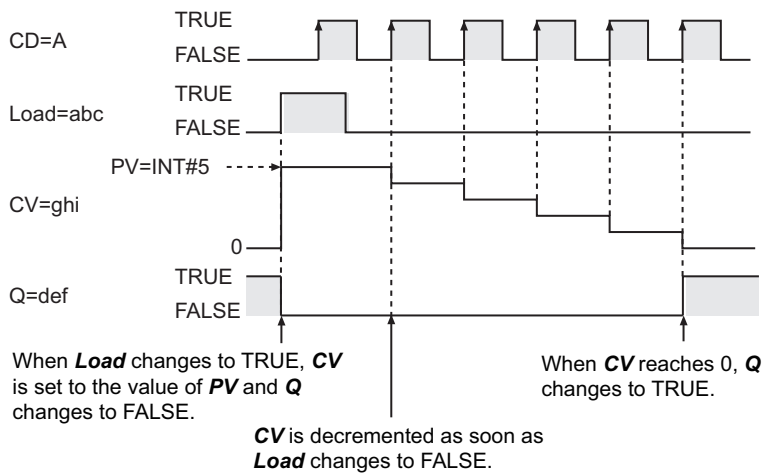 TRUE
CD=A
FALSE
TRUE
Load=abc
FALSE
PV=INT#5
CV=ghi
0
TRUE
Q=def
FALSE
When Load changes to TRUE, CV
is set to the value of PV and Q
changes to FALSE.
When CV reaches 0, Q
changes to TRUE.
CV is decremented as soon as
Load changes to FALSE.